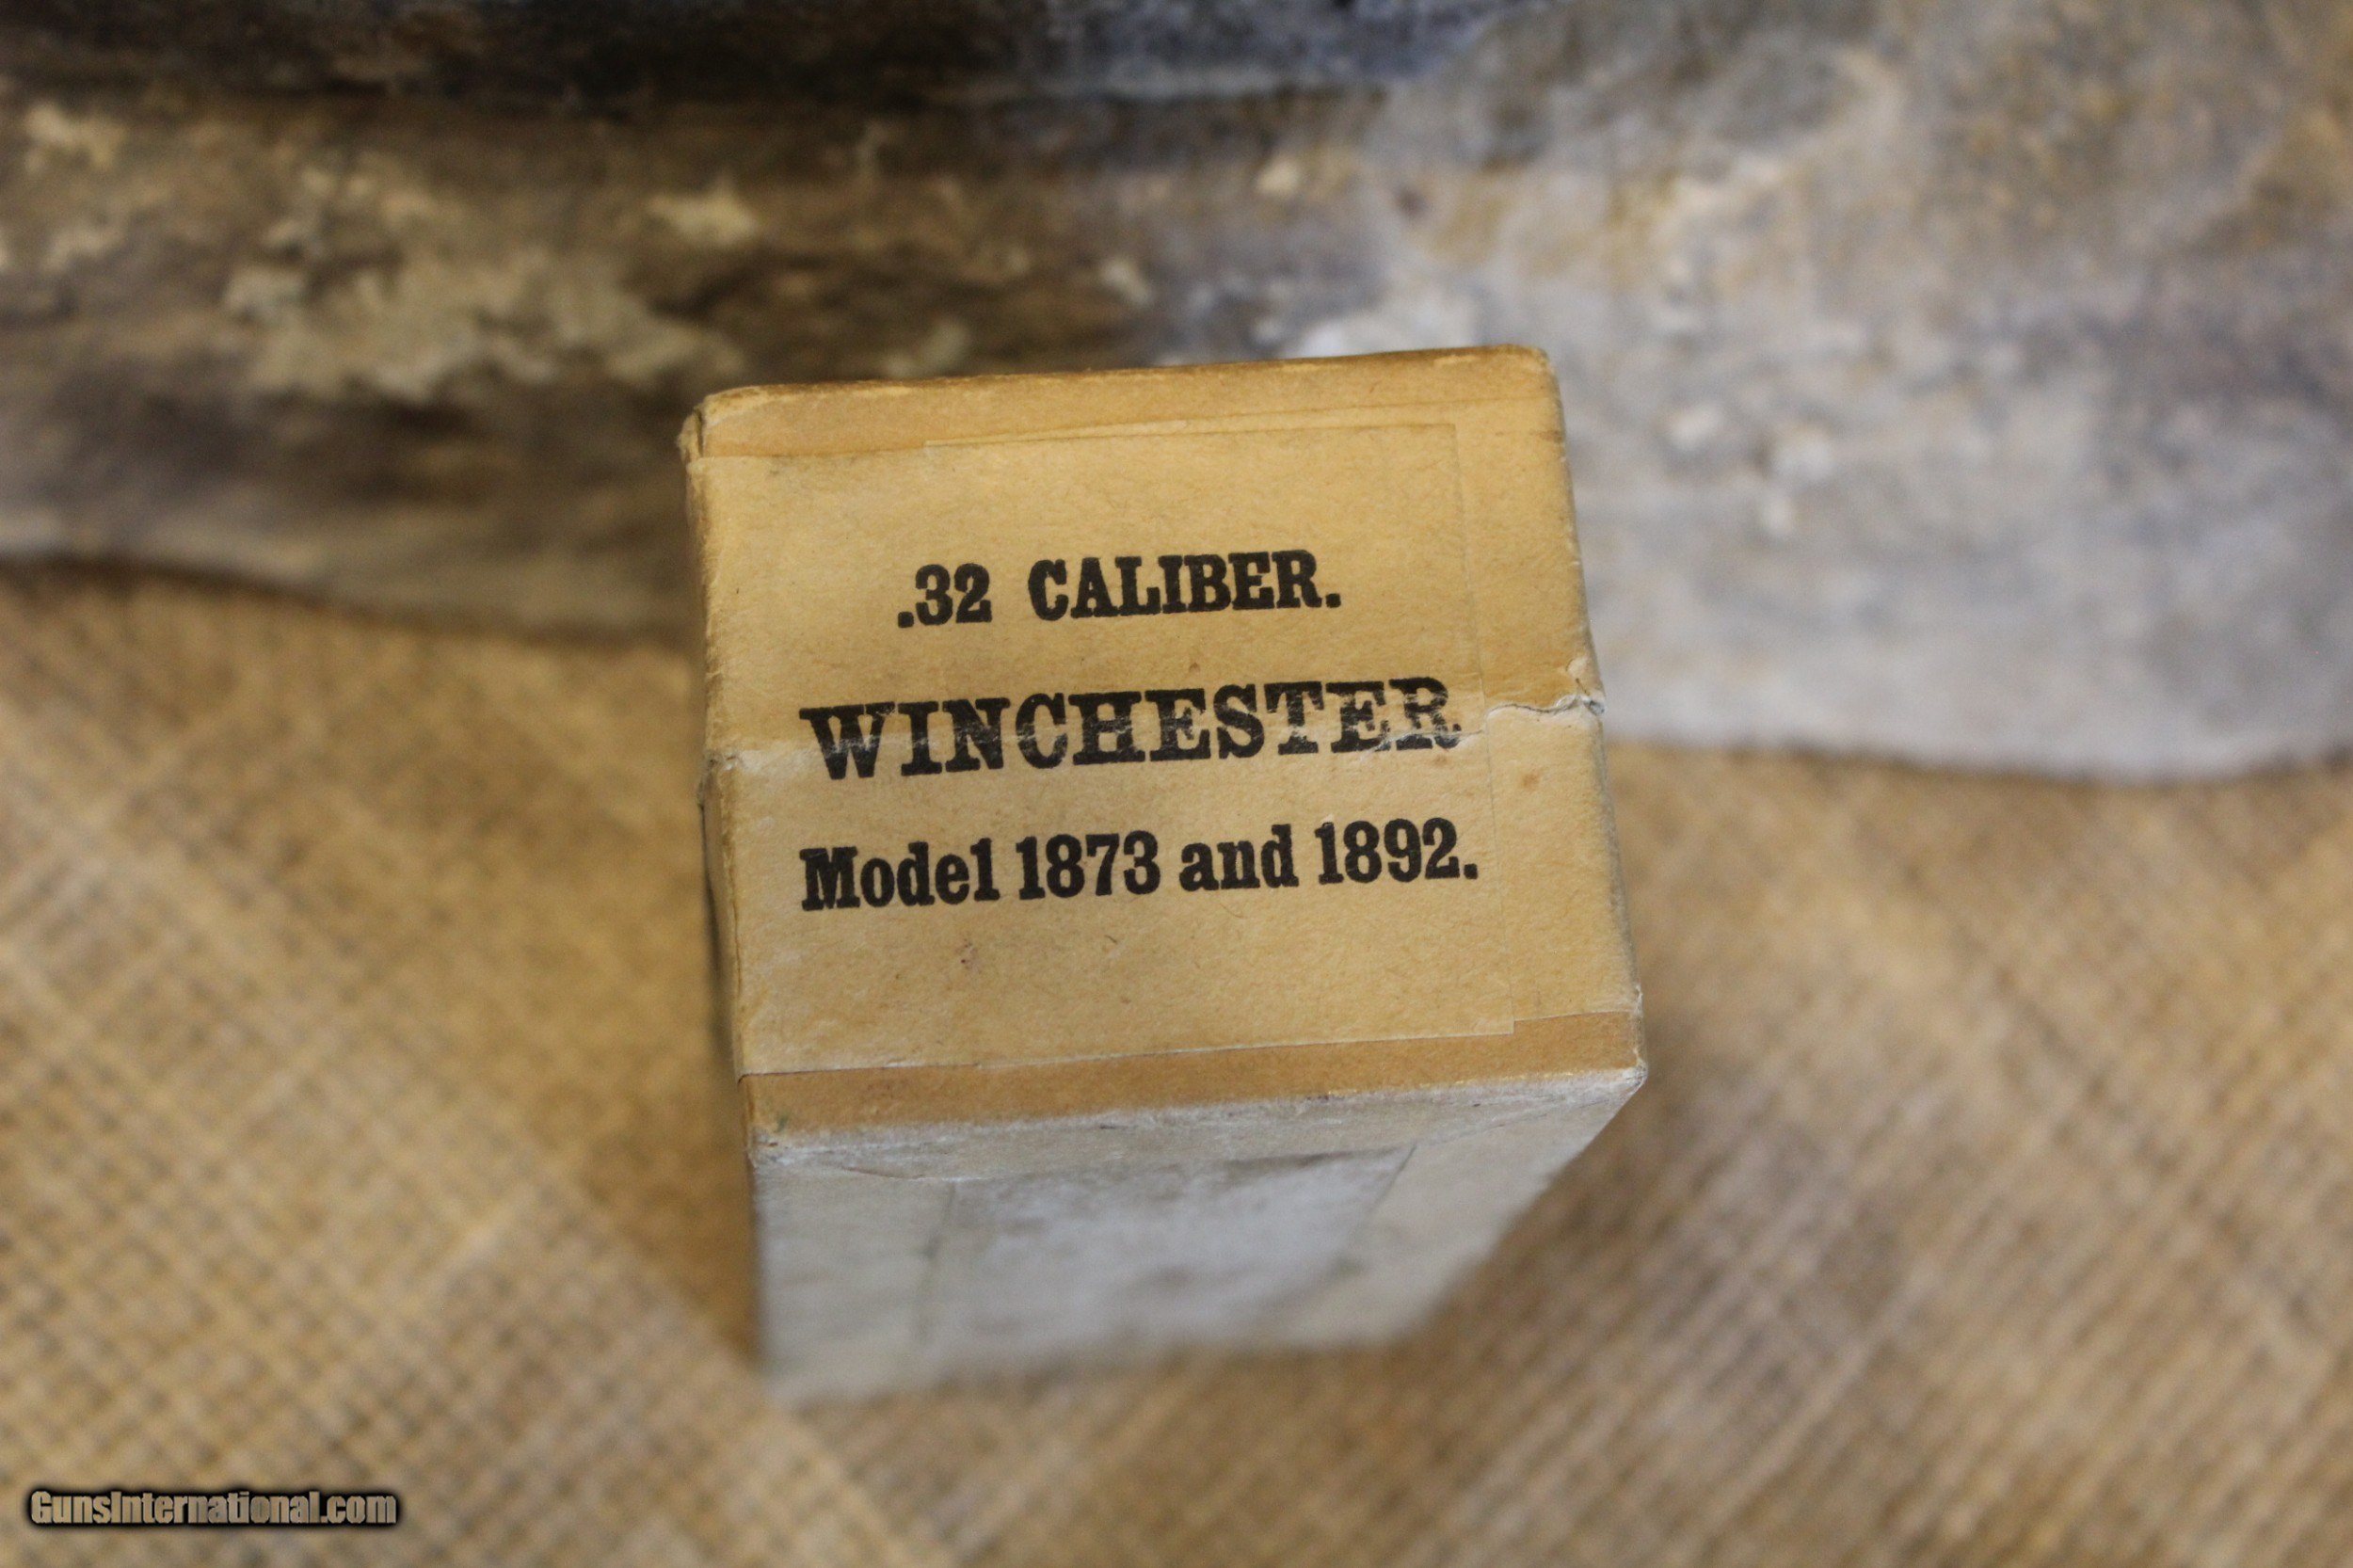 .32 CALIBER.
WINCHESTER
Model 1873 and 1892.
GunsInternational.com